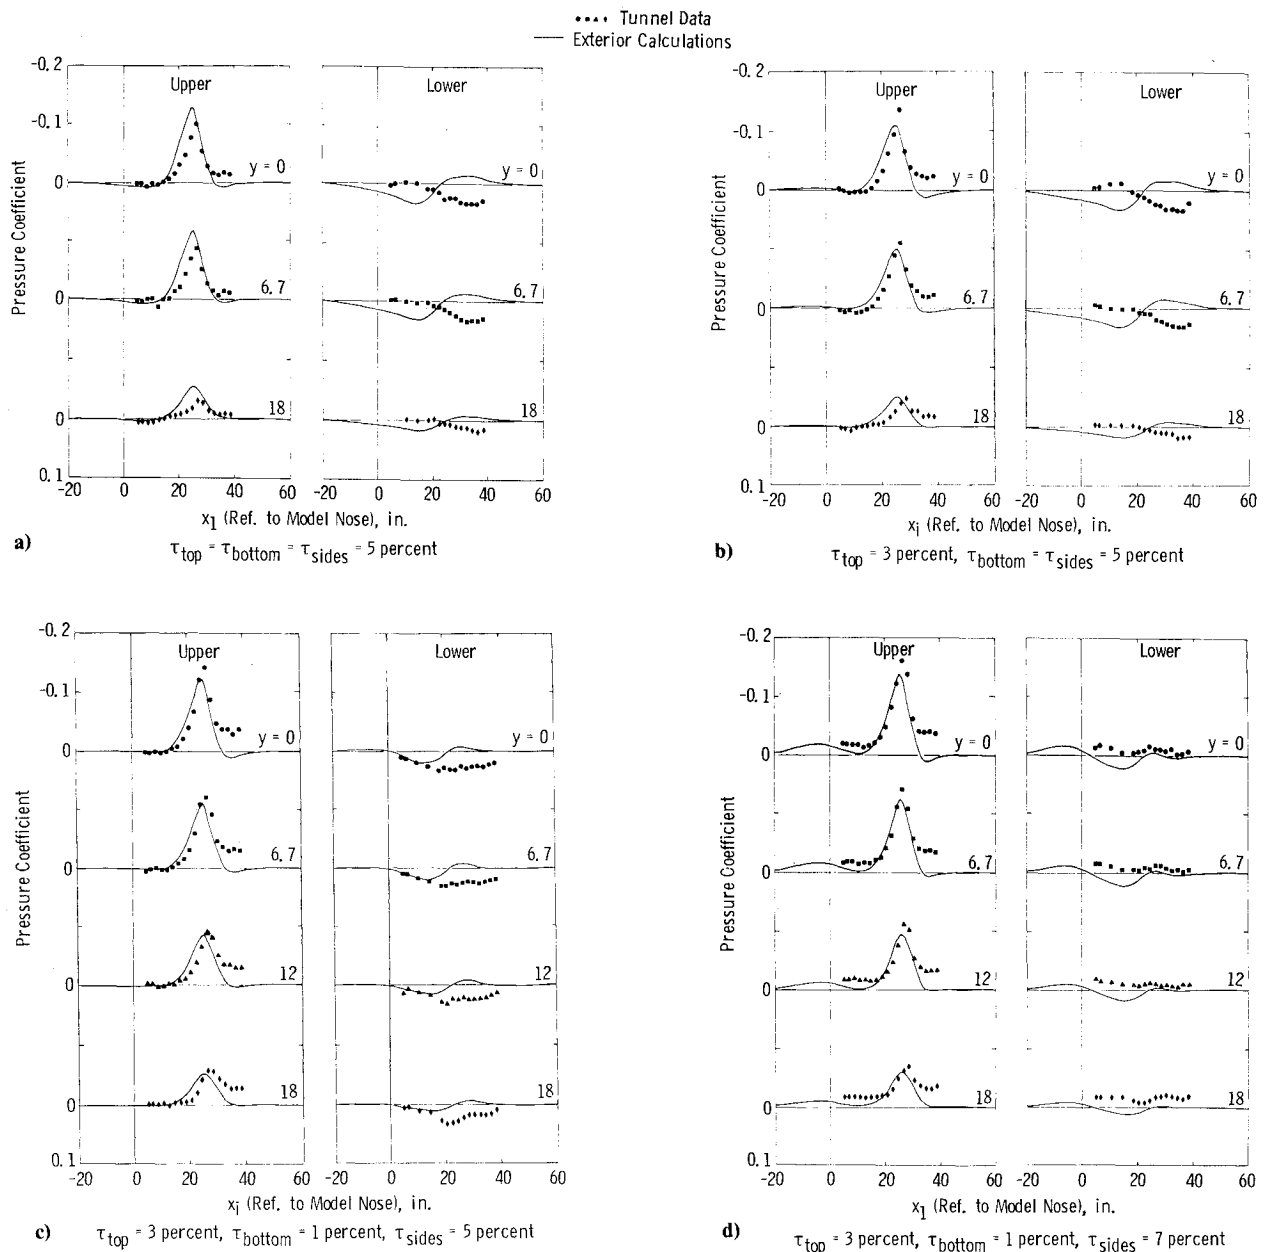 ●■▲♦ Tunnel Data
— Exterior Calculations
-0.2
Upper
Lower
-0.1
y = 0
y = 0
0
Pressure Coefficient
6.7
6.7
0
18
18
0
0.1
-20 0 20 40 60 -20 0 20 40 60
x1 (Ref. to Model Nose), in.
a)
τtop = τbottom = τsides = 5 percent
-0.2
Upper
Lower
-0.1
y = 0
y = 0
0
Pressure Coefficient
6.7
6.7
0
18
18
0
0.1
-20 0 20 40 60 -20 0 20 40 60
xi (Ref. to Model Nose), in.
b)
τtop = 3 percent, τbottom = τsides = 5 percent
-0.2
Upper
Lower
-0.1
y = 0
y = 0
0
Pressure Coefficient
6.7
6.7
0
12
12
0
18
18
0
0.1
-20 0 20 40 60 -20 0 20 40 60
xi (Ref. to Model Nose), in.
c)
τtop = 3 percent, τbottom = 1 percent, τsides = 5 percent
-0.2
Upper
Lower
-0.1
y = 0
y = 0
0
Pressure Coefficient
6.7
6.7
0
12
12
0
18
18
0
0.1
-20 0 20 40 60 -20 0 20 40 60
x1 (Ref. to Model Nose), in.
d)
τtop = 3 percent, τbottom = 1 percent, τsides = 7 percent